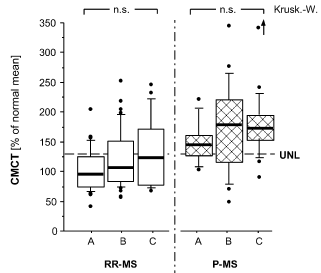 n.s.
n.s.
Krusk.-W.
CMCT [% of normal mean]
350
300
250
200
150
100
50
0
UNL
A
B
C
A
B
C
RR-MS
P-MS